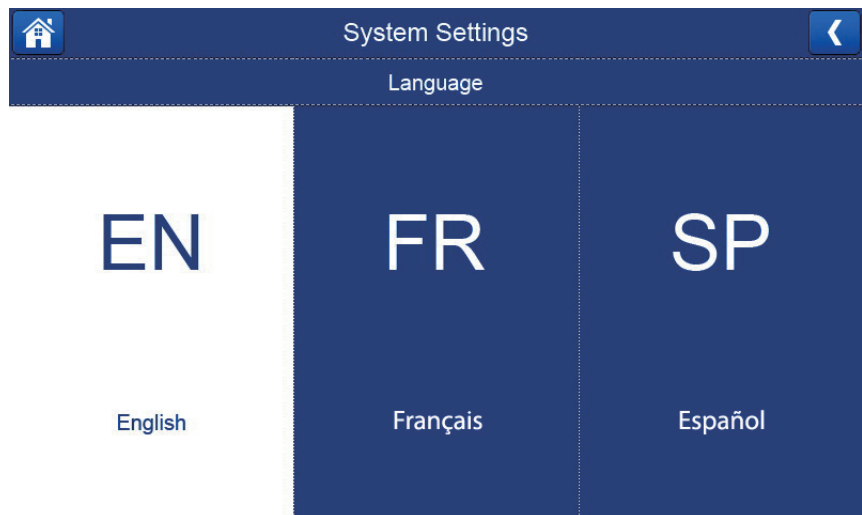 System Settings
Language
EN
FR
SP
English
Français
Español